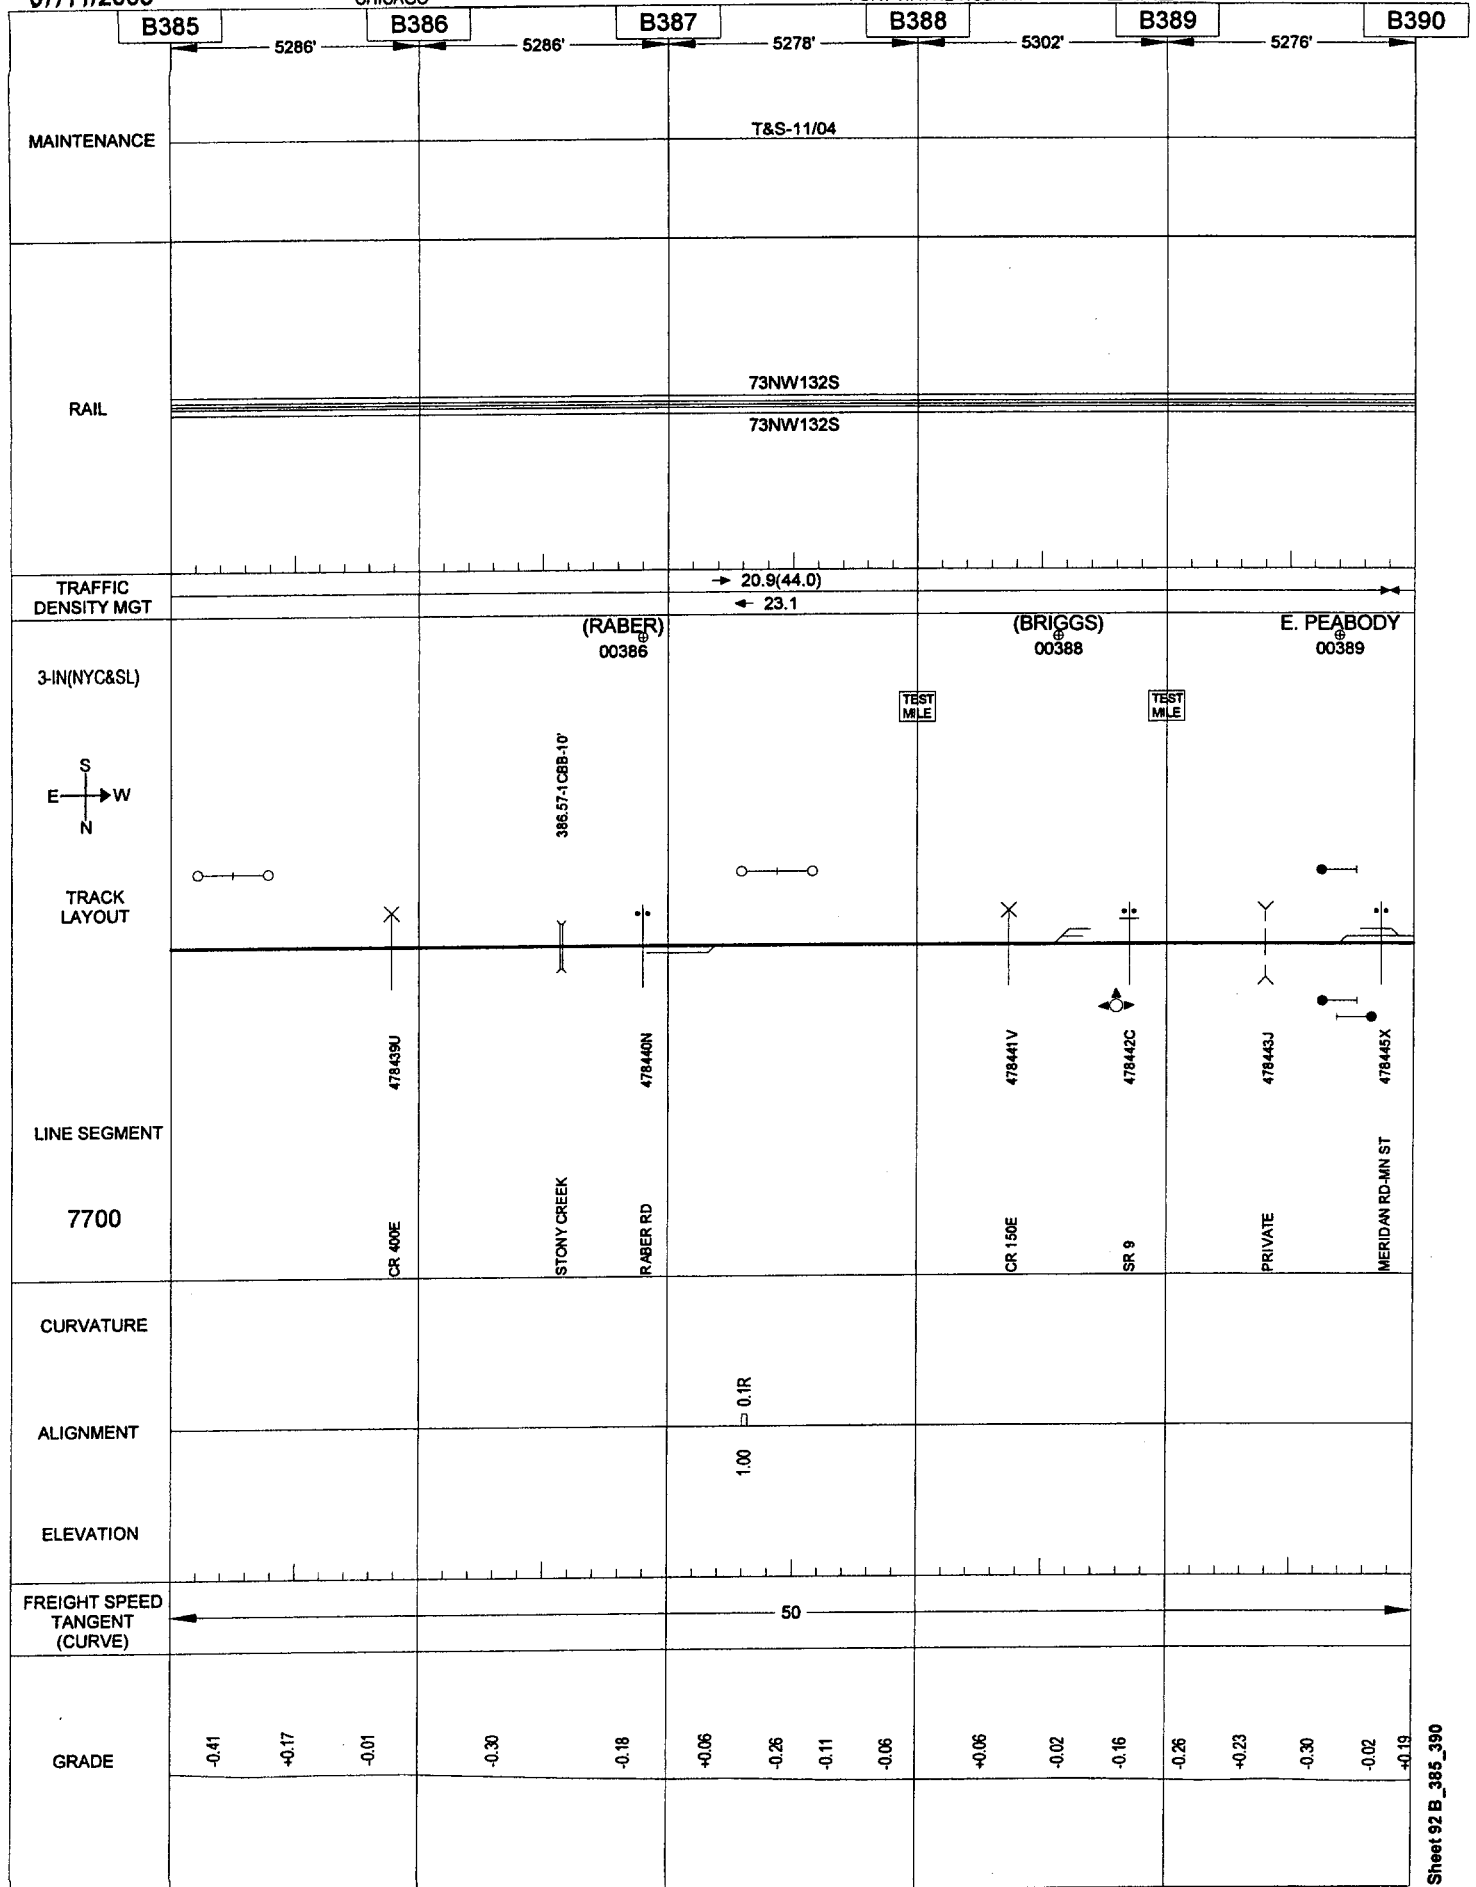 CHICAGO
B385
B386
B387
B388
B389
B390
5286'
5286'
5278'
5302'
5276'
MAINTENANCE
T&S-11/04
RAIL
73NW132S
73NW132S
TRAFFIC
DENSITY MGT
20.9(44.0)
23.1
(RABER)
00386
(BRIGGS)
00388
E. PEABODY
00389
3-IN(NYC&SL)
TEST
MILE
TEST
MILE
S
E W
N
386.57-1 CBB-10'
TRACK
LAYOUT
478439U
478440N
478441V
478442C
478443J
478445X
LINE SEGMENT
7700
CR 400E
STONY CREEK
RABER RD
CR 150E
SR 9
PRIVATE
MERIDAN RD-MN ST
CURVATURE
0.1R
ALIGNMENT
1.00
ELEVATION
FREIGHT SPEED
TANGENT
(CURVE)
50
GRADE
-0.41
+0.17
-0.01
-0.30
-0.18
+0.06
-0.26
-0.11
-0.06
+0.06
-0.02
-0.16
-0.26
+0.23
-0.30
-0.02
+0.19
Sheet 92 B_385_390